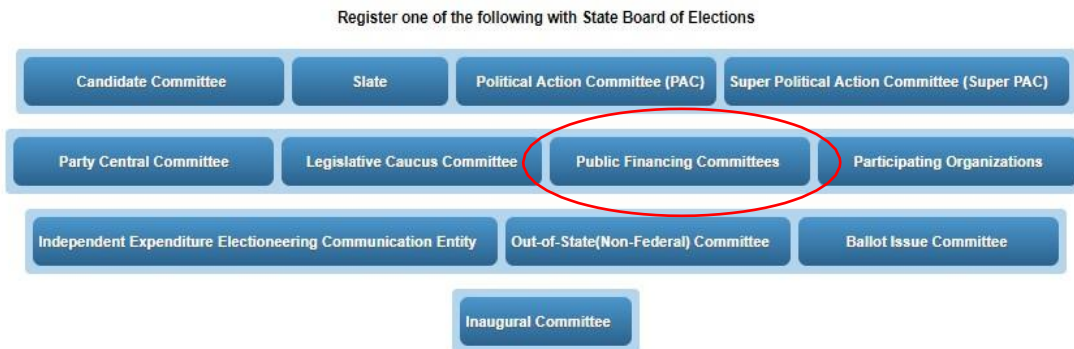 Register one of the following with State Board of Elections
Candidate Committee Slate Political Action Committee (PAC) Super Political Action Committee (Super PAC)
Party Central Committee Legislative Caucus Committee Public Financing Committees Participating Organizations
Independent Expenditure Electioneering Communication Entity Out-of-State(Non-Federal) Committee Ballot Issue Committee
Inaugural Committee